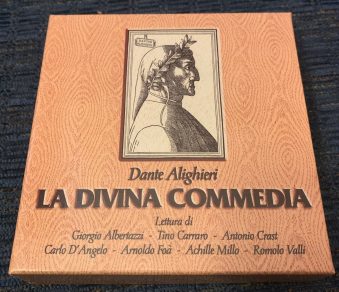 Dante Alighieri
LA DIVINA COMMEDIA
Lettura di
Giorgio Albertazzi - Tino Carraro - Antonio Crast
Carlo D'Angelo - Arnoldo Foà - Achille Millo - Romolo Valli